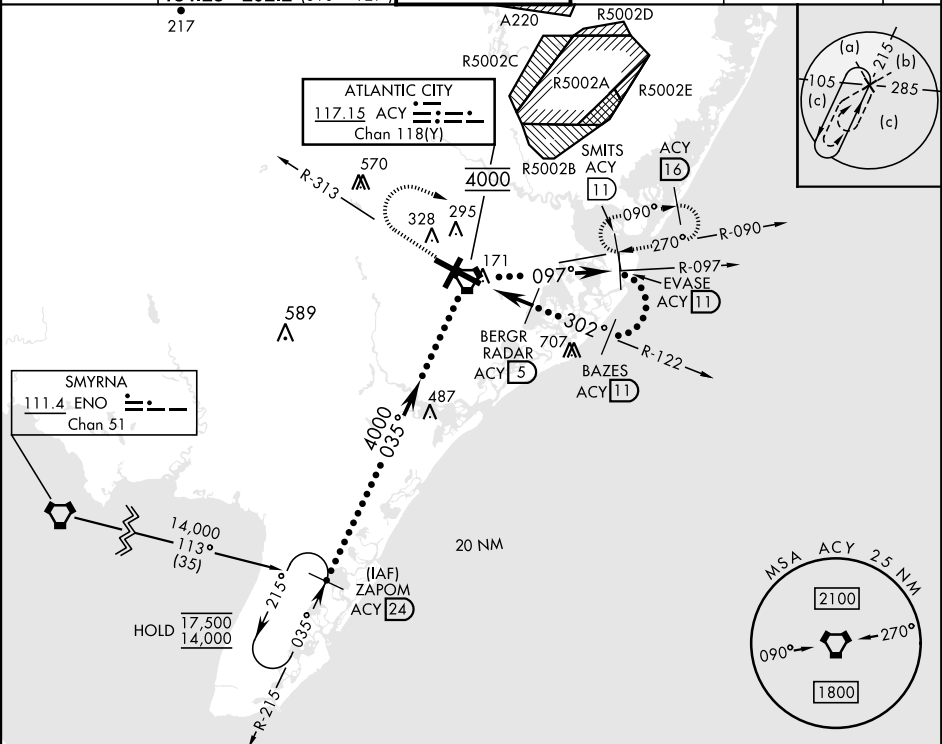 217
A220
R5002D
R5002C
R5002A
R5002E
R5002B
(a)
215
(b)
105
285
(c)
(c)
ATLANTIC CITY
117.15 ACY
Chan 118(Y)
4000
SMITS
ACY
11
ACY
16
R-313
570
328
295
171
090°
270°
R-090
097°
R-097
EVASE
ACY 11
302°
R-122
BERGR
RADAR
ACY 5
707
BAZES
ACY 11
589
487
SMYRNA
111.4 ENO
Chan 51
4000
035°
14,000
113°
(35)
20 NM
(IAF)
ZAPOM
ACY 24
215°
035°
HOLD 17,500
14,000
R-215
MSA ACY 25 NM
2100
090°
270°
1800